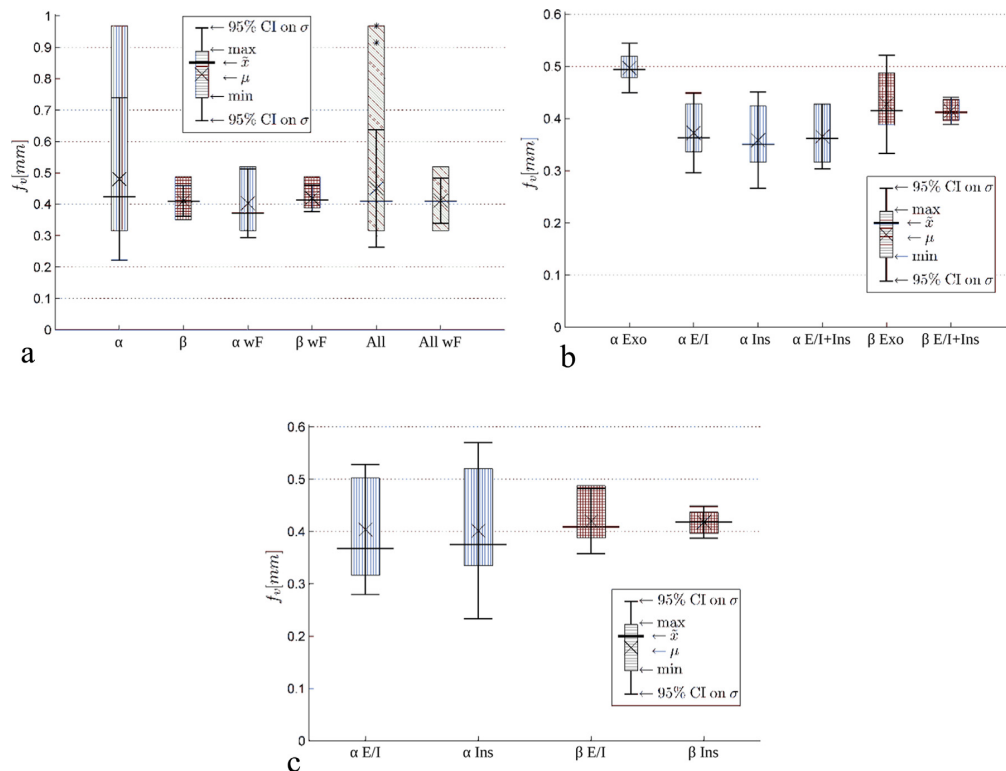 1
0.9
0.8
0.7
0.6
0.5
0.4
0.3
0.2
0.1
0
f_v[mm]
← 95% CI on σ
← max
← x̃
← μ
← min
← 95% CI on σ
α β α wF β wF All All wF
a
0.6
0.5
0.4
0.3
0.2
0.1
0
f_v[mm]
← 95% CI on σ
← max
← x̃
← μ
← min
← 95% CI on σ
α Exo α E/I α Ins α E/I+Ins β Exo β E/I+Ins
b
0.6
0.5
0.4
0.3
0.2
0.1
0
f_v[mm]
← 95% CI on σ
← max
← x̃
← μ
← min
← 95% CI on σ
α E/I α Ins β E/I β Ins
c